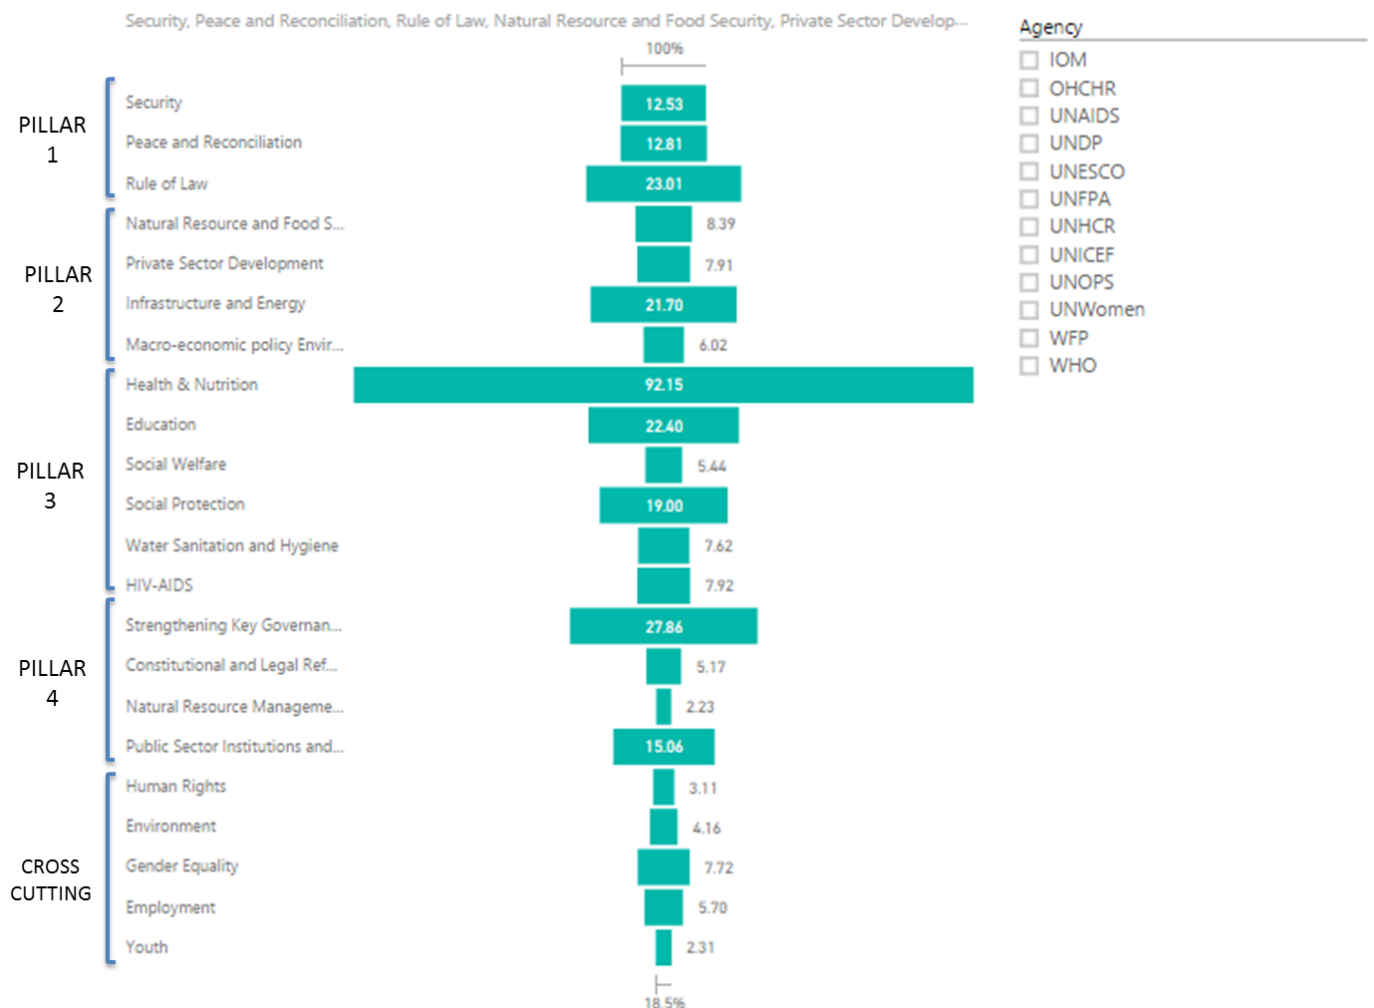 Security, Peace and Reconciliation, Rule of Law, Natural Resource and Food Security, Private Sector Develop...
100%
PILLAR
1
Security 12.53
Peace and Reconciliation 12.81
Rule of Law 23.01
PILLAR
2
Natural Resource and Food S... 8.39
Private Sector Development 7.91
Infrastructure and Energy 21.70
Macro-economic policy Envir... 6.02
PILLAR
3
Health & Nutrition 92.15
Education 22.40
Social Welfare 5.44
Social Protection 19.00
Water Sanitation and Hygiene 7.62
HIV-AIDS 7.92
PILLAR
4
Strengthening Key Governan... 27.86
Constitutional and Legal Ref... 5.17
Natural Resource Manageme... 2.23
Public Sector Institutions and... 15.06
CROSS
CUTTING
Human Rights 3.11
Environment 4.16
Gender Equality 7.72
Employment 5.70
Youth 2.31
18.5%
Agency
IOM
OHCHR
UNAIDS
UNDP
UNESCO
UNFPA
UNHCR
UNICEF
UNOPS
UNWomen
WFP
WHO